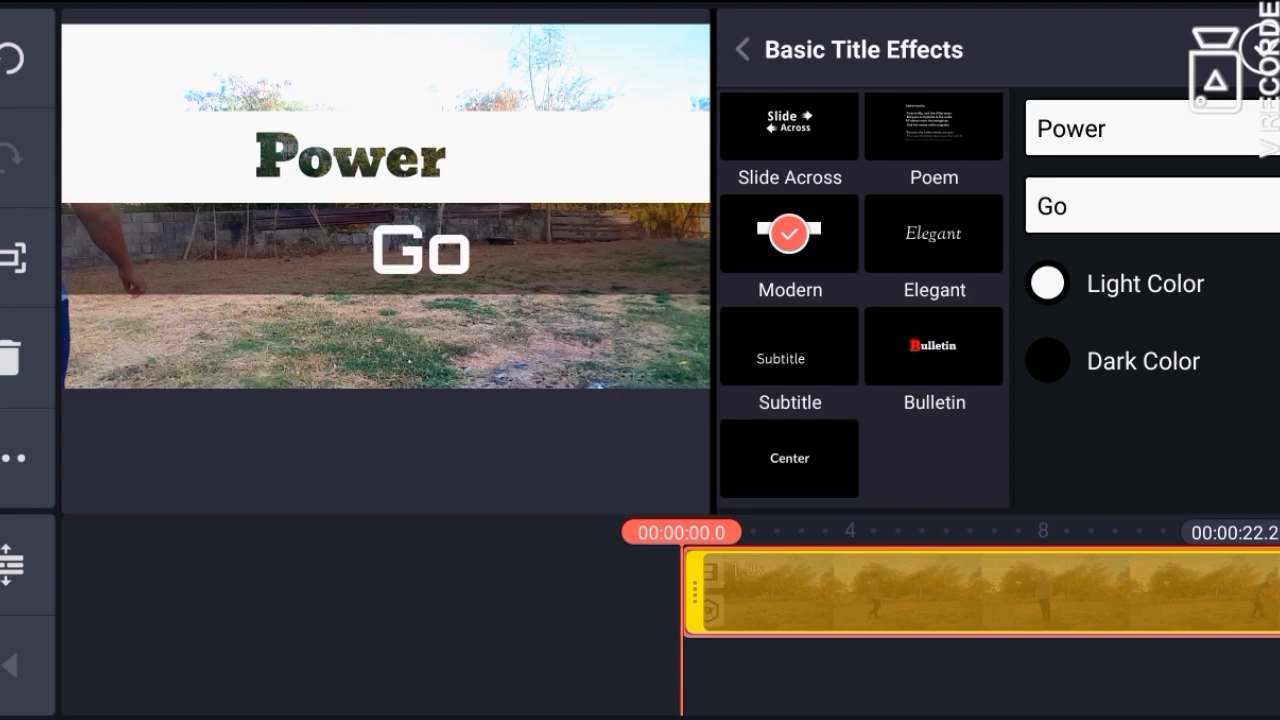 Power
Go
Basic Title Effects
Slide
Across
Slide Across
Poem
Modern
Elegant
Elegant
Subtitle
Subtitle
Bulletin
Bulletin
Center
Power
Go
Light Color
Dark Color
V RECORDE
00:00:00.0
4
8
00:00:22.2